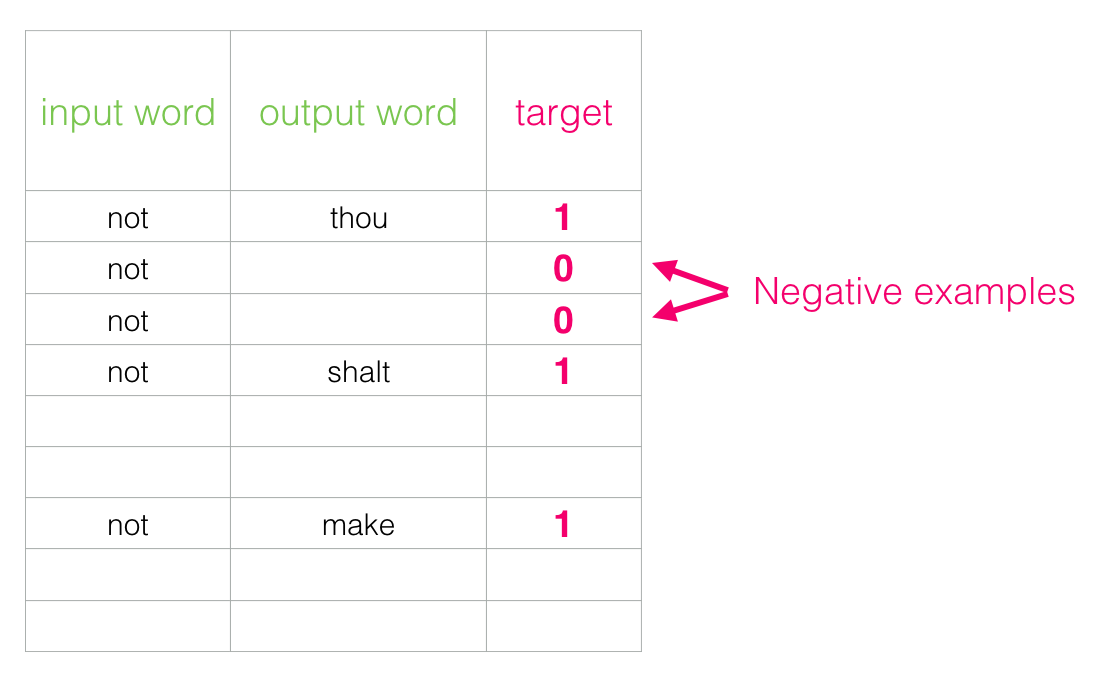 input word output word target
not thou 1
not 0
Negative examples
not 0
not shalt 1
not make 1